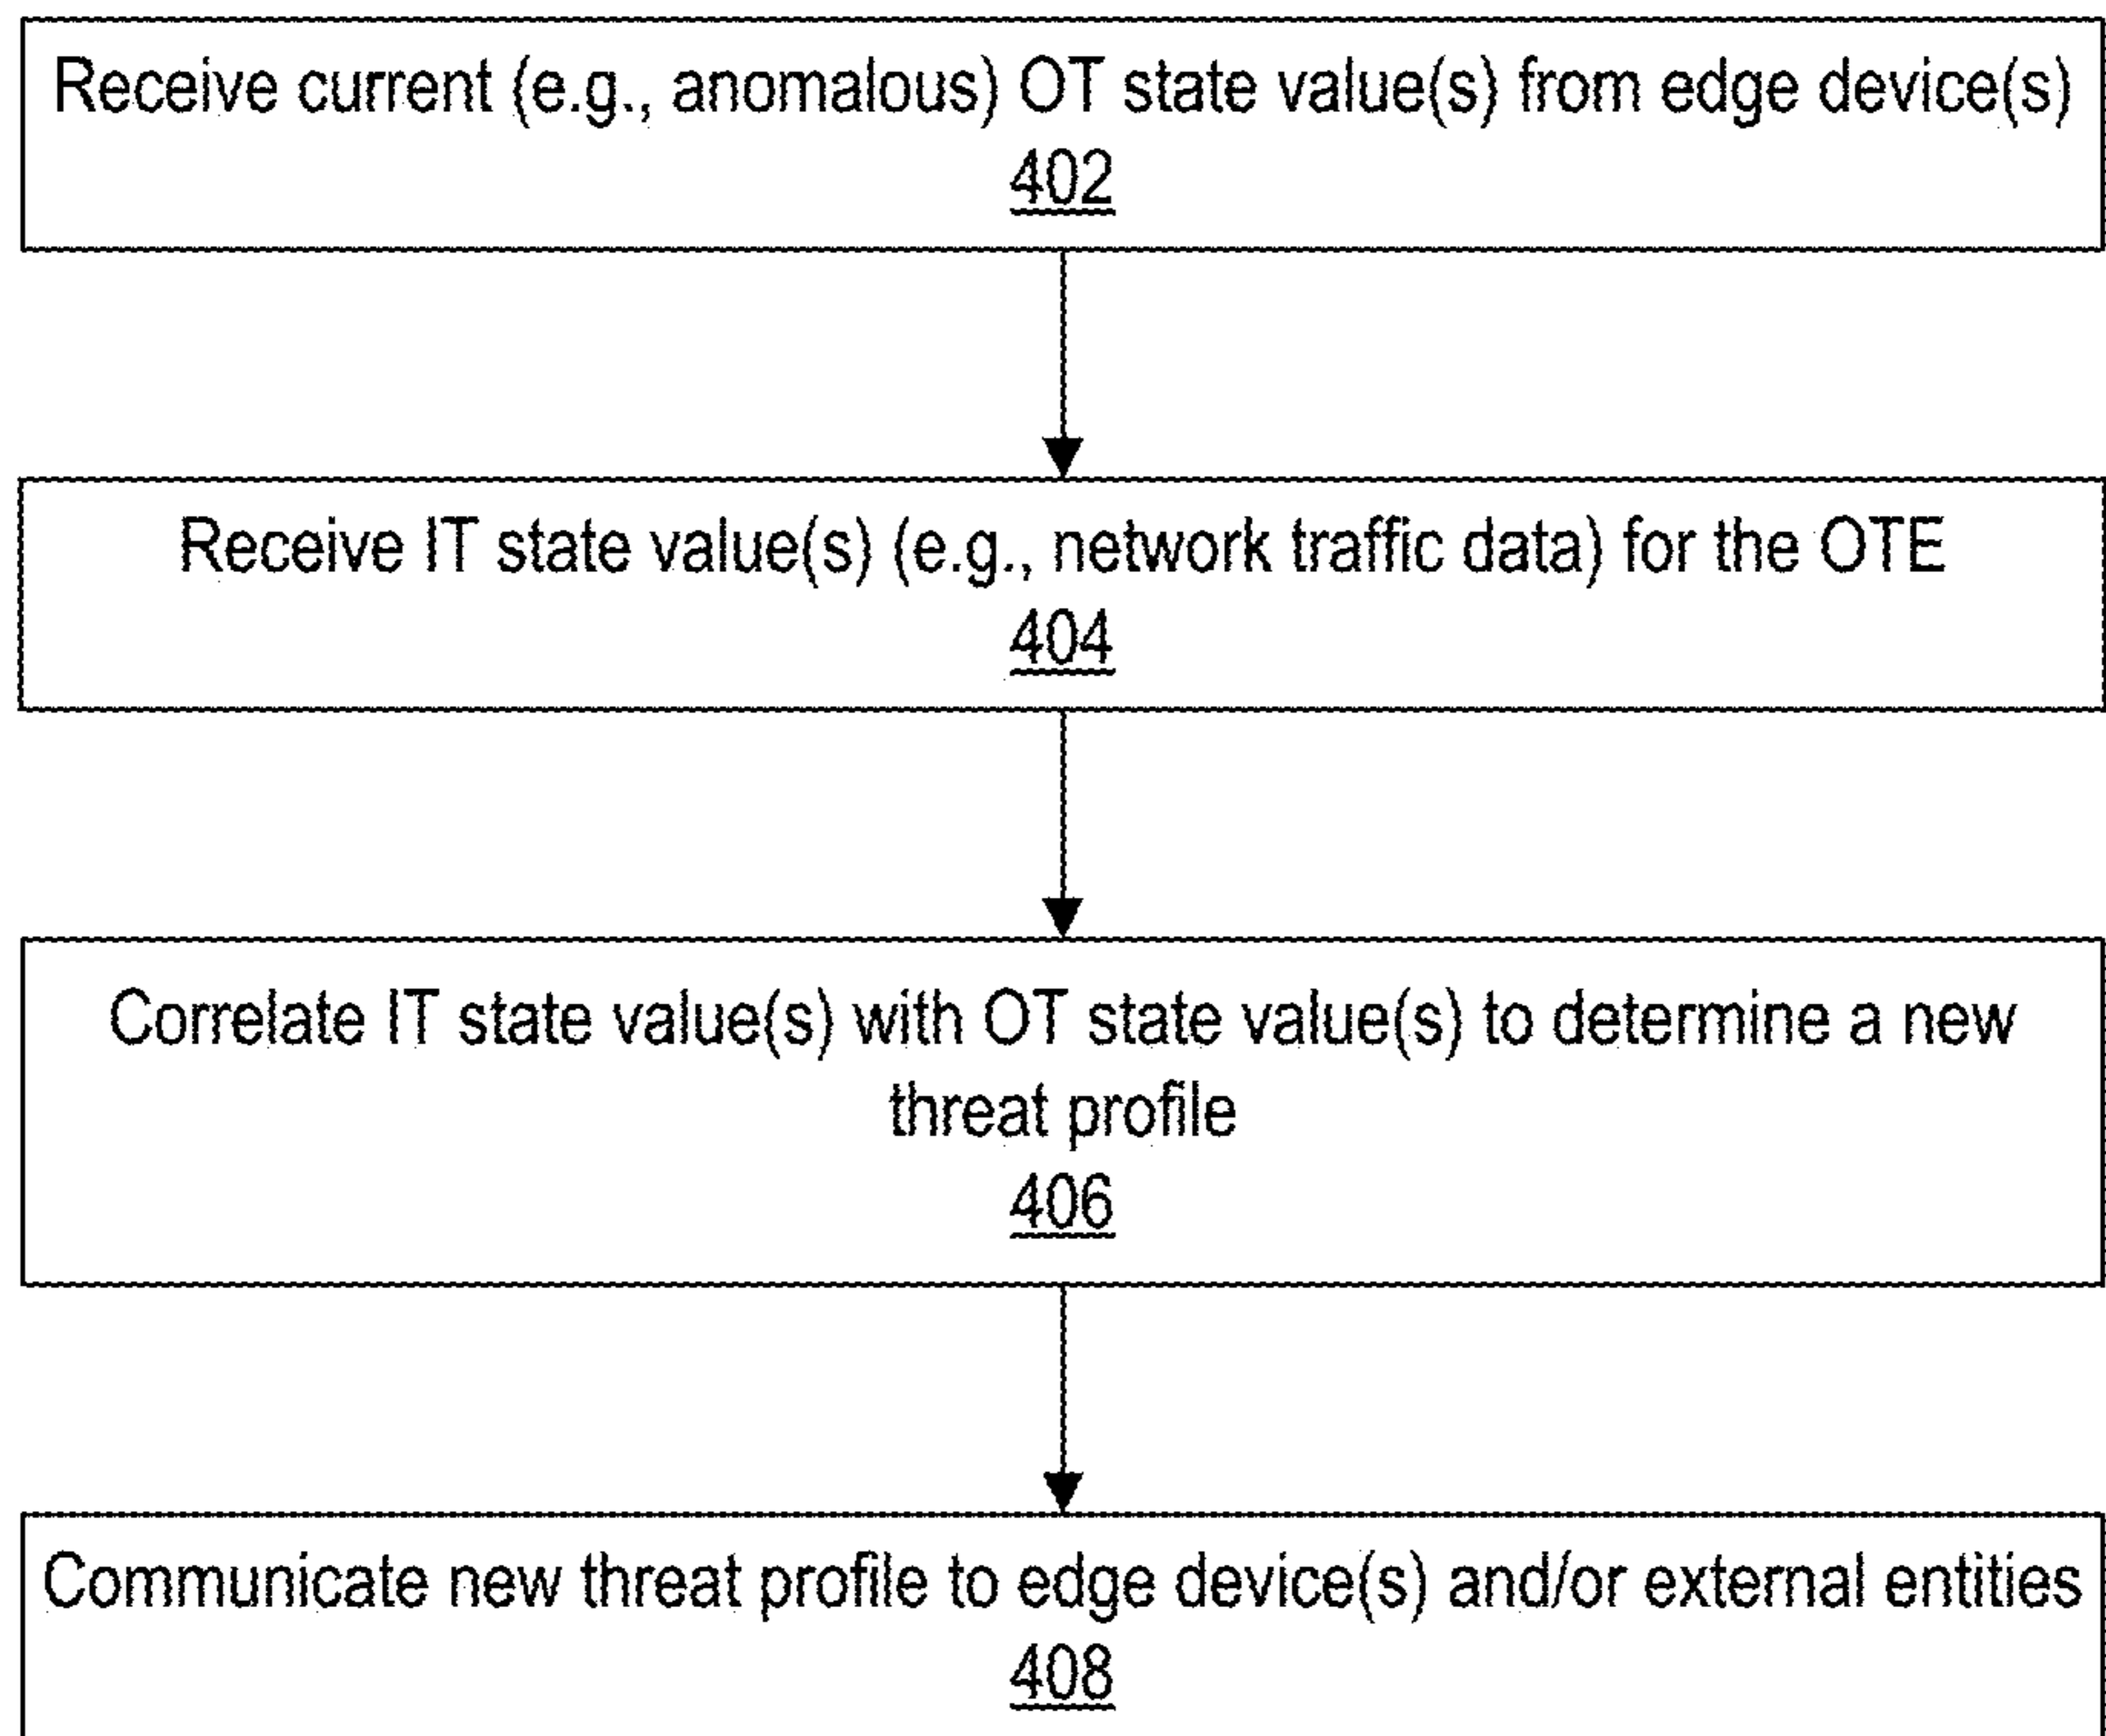 Receive current (e.g., anomalous) OT state value(s) from edge device(s)
402
Receive IT state value(s) (e.g., network traffic data) for the OTE
404
Correlate IT state value(s) with OT state value(s) to determine a new
threat profile
406
Communicate new threat profile to edge device(s) and/or external entities
408